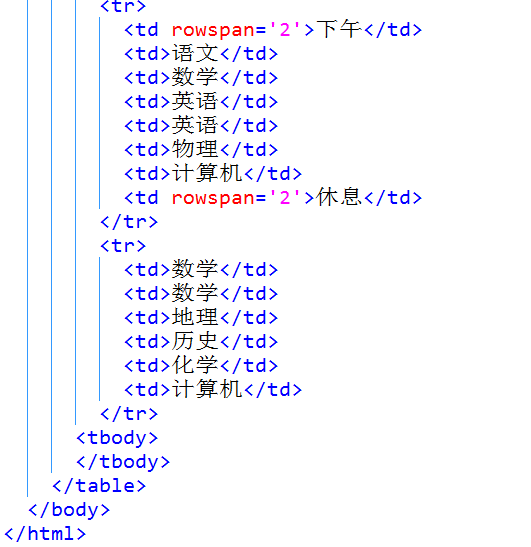 <tr>
<td rowspan='2'>下午</td>
<td>语文</td>
<td>数学</td>
<td>英语</td>
<td>英语</td>
<td>物理</td>
<td>计算机</td>
<td rowspan='2'>休息</td>
</tr>
<tr>
<td>数学</td>
<td>数学</td>
<td>地理</td>
<td>历史</td>
<td>化学</td>
<td>计算机</td>
</tr>
<tbody>
</tbody>
</table>
</body>
</html>